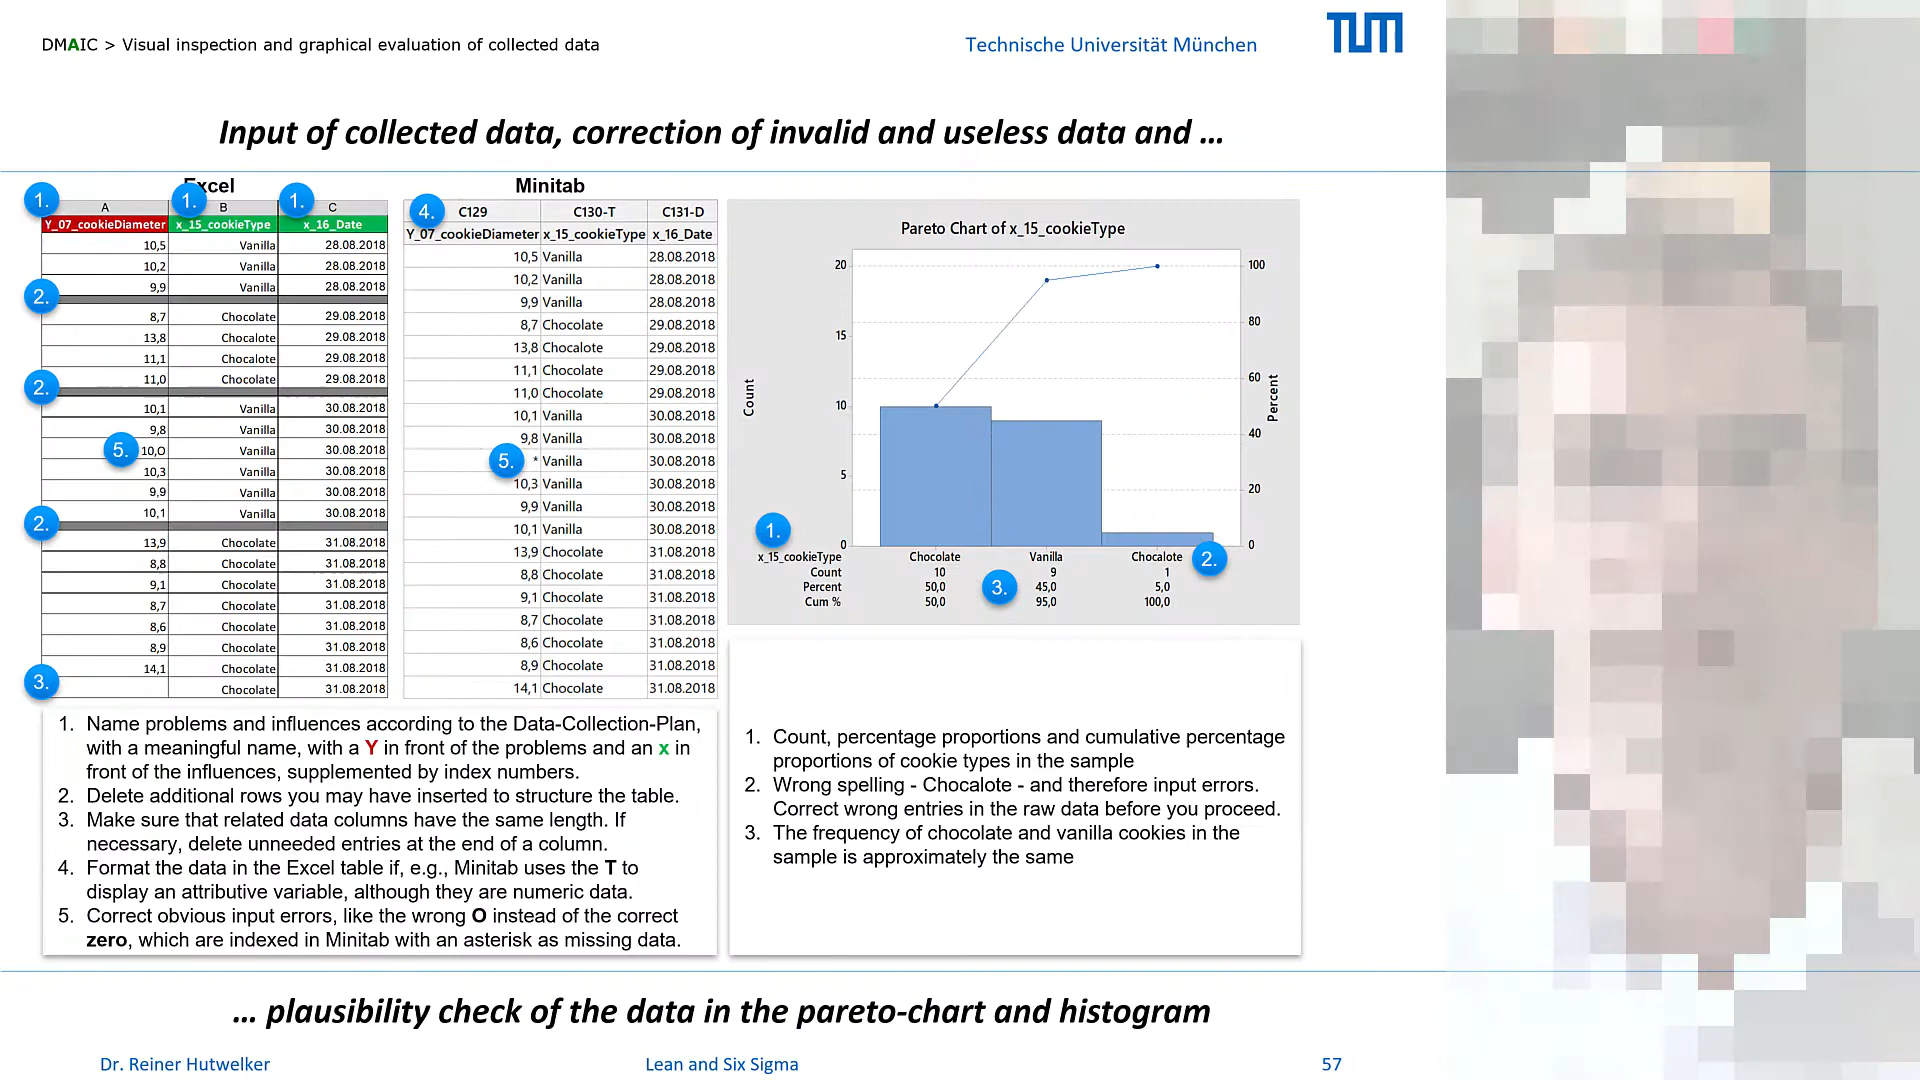 DMAIC > Visual inspection and graphical evaluation of collected data
Technische Universität München
TUM
Input of collected data, correction of invalid and useless data and …
Excel
1. 1. 1.
A B C
Y_07_cookieDiameter x_15_cookieType x_16_Date
10,5 Vanilla 28.08.2018
10,2 Vanilla 28.08.2018
9,9 Vanilla 28.08.2018
2.
8,7 Chocolate 29.08.2018
13,8 Chocalote 29.08.2018
11,1 Chocolate 29.08.2018
11,0 Chocolate 29.08.2018
2.
10,1 Vanilla 30.08.2018
9,8 Vanilla 30.08.2018
5. 10,O Vanilla 30.08.2018
10,3 Vanilla 30.08.2018
9,9 Vanilla 30.08.2018
10,1 Vanilla 30.08.2018
2.
13,9 Chocolate 31.08.2018
8,8 Chocolate 31.08.2018
9,1 Chocolate 31.08.2018
8,7 Chocolate 31.08.2018
8,6 Chocolate 31.08.2018
8,9 Chocolate 31.08.2018
14,1 Chocolate 31.08.2018
3. Chocolate 31.08.2018
Minitab
4. C129 C130-T C131-D
Y_07_cookieDiameter x_15_cookieType x_16_Date
10,5 Vanilla 28.08.2018
10,2 Vanilla 28.08.2018
9,9 Vanilla 28.08.2018
8,7 Chocolate 29.08.2018
13,8 Chocalote 29.08.2018
11,1 Chocolate 29.08.2018
11,0 Chocolate 29.08.2018
10,1 Vanilla 30.08.2018
9,8 Vanilla 30.08.2018
5. * Vanilla 30.08.2018
10,3 Vanilla 30.08.2018
9,9 Vanilla 30.08.2018
10,1 Vanilla 30.08.2018
13,9 Chocolate 31.08.2018
8,8 Chocolate 31.08.2018
9,1 Chocolate 31.08.2018
8,7 Chocolate 31.08.2018
8,6 Chocolate 31.08.2018
8,9 Chocolate 31.08.2018
14,1 Chocolate 31.08.2018
Pareto Chart of x_15_cookieType
20 100
80
15
60
10
40
5
20
0 0
Count
Percent
1.
x_15_cookieType Chocolate Vanilla Chocalote 2.
Count 10 9 1
Percent 50,0 3. 45,0 5,0
Cum % 50,0 95,0 100,0
1. Name problems and influences according to the Data-Collection-Plan,
with a meaningful name, with a Y in front of the problems and an x in
front of the influences, supplemented by index numbers.
2. Delete additional rows you may have inserted to structure the table.
3. Make sure that related data columns have the same length. If
necessary, delete unneeded entries at the end of a column.
4. Format the data in the Excel table if, e.g., Minitab uses the T to
display an attributive variable, although they are numeric data.
5. Correct obvious input errors, like the wrong O instead of the correct
zero, which are indexed in Minitab with an asterisk as missing data.
1. Count, percentage proportions and cumulative percentage
proportions of cookie types in the sample
2. Wrong spelling - Chocalote - and therefore input errors.
Correct wrong entries in the raw data before you proceed.
3. The frequency of chocolate and vanilla cookies in the
sample is approximately the same
… plausibility check of the data in the pareto-chart and histogram
Dr. Reiner Hutwelker
Lean and Six Sigma
57